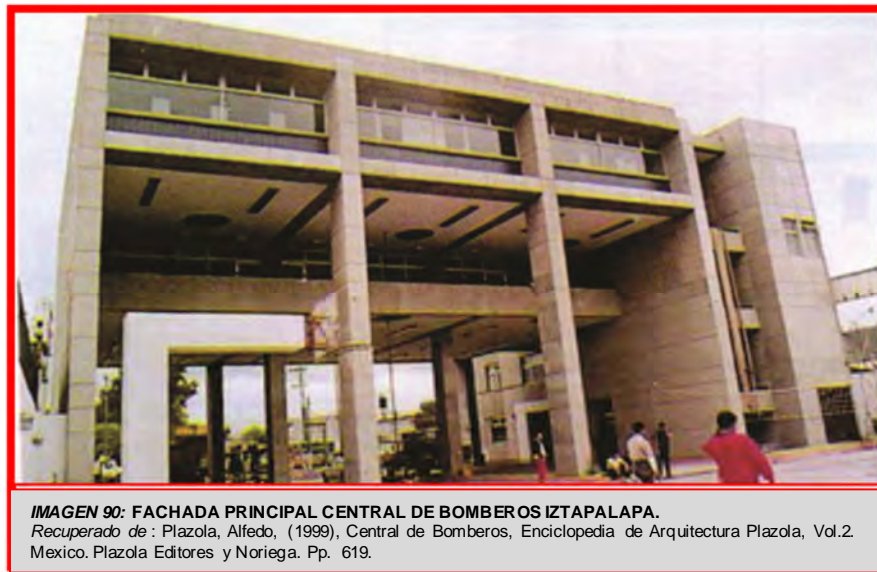 IMAGEN 90: FACHADA PRINCIPAL CENTRAL DE BOMBEROS IZTAPALAPA.
Recuperado de : Plazola, Alfedo, (1999), Central de Bomberos, Enciclopedia de Arquitectura Plazola, Vol.2.
Mexico. Plazola Editores y Noriega. Pp. 619.